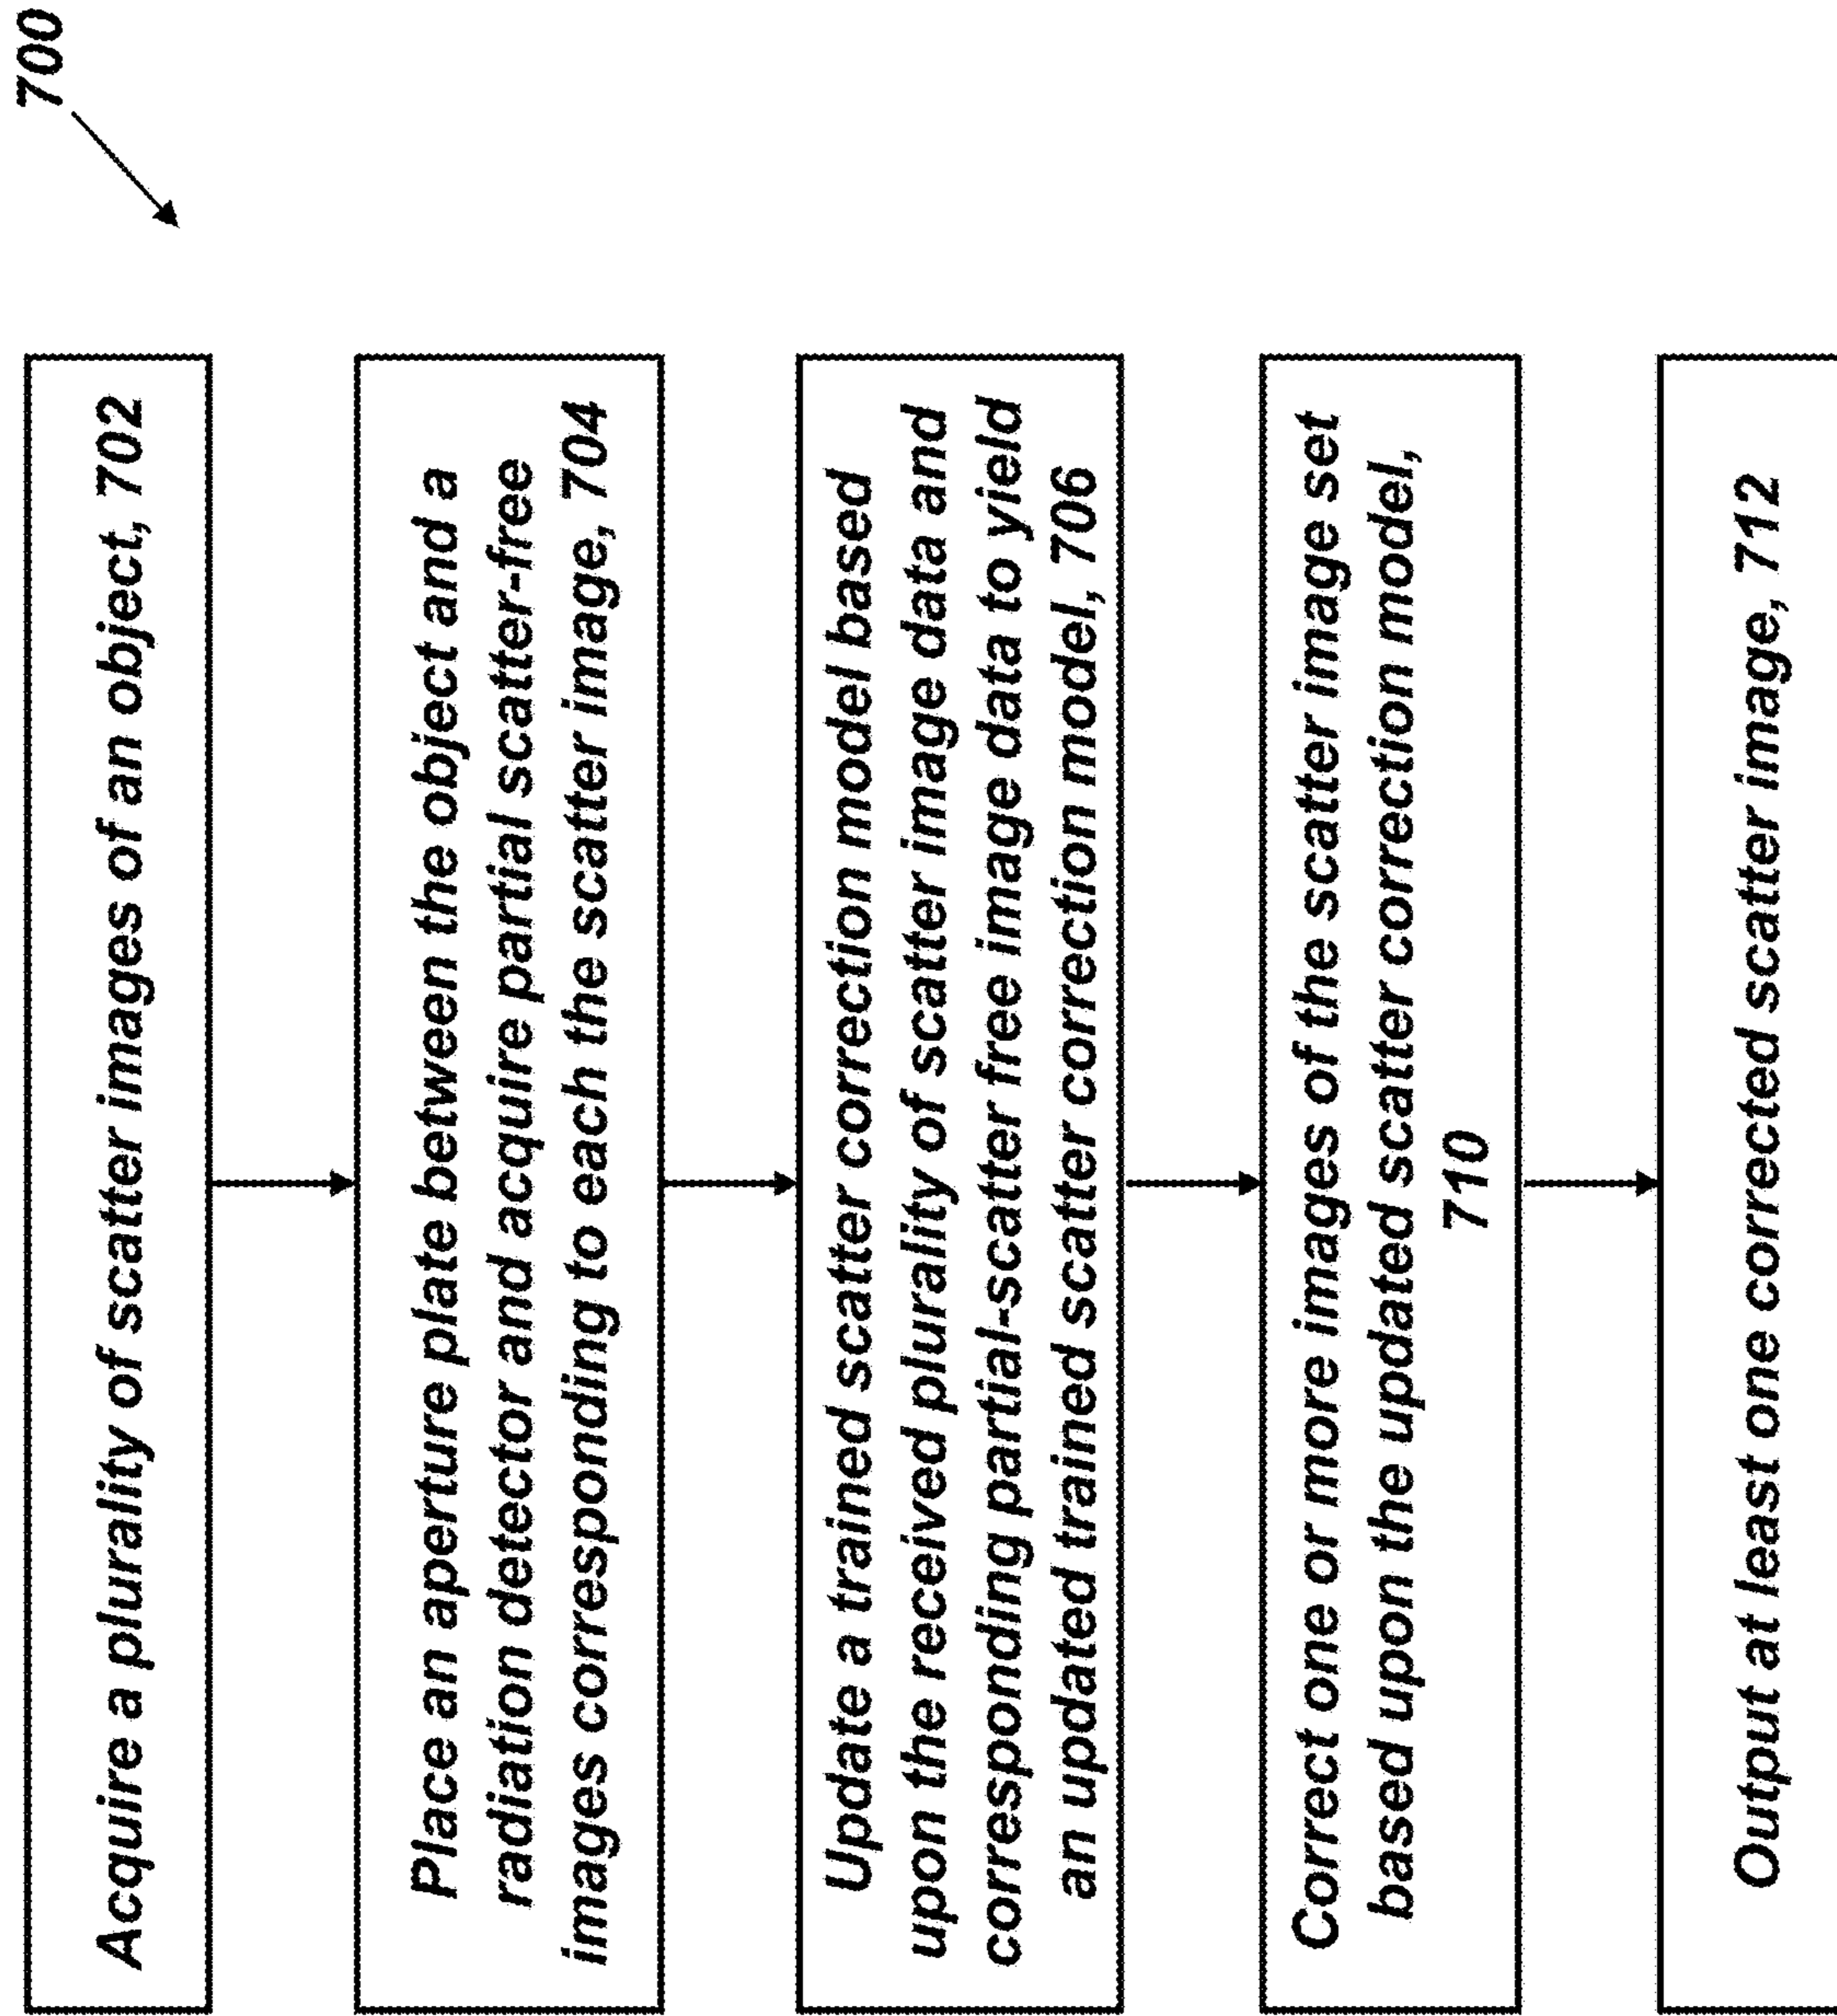 700
Acquire a plurality of scatter images of an object, 702
Place an aperture plate between the object and a
radiation detector and acquire partial scatter-free
images corresponding to each the scatter image, 704
Update a trained scatter correction model based
upon the received plurality of scatter image data and
corresponding partial-scatter free image data to yield
an updated trained scatter correction model, 706
Correct one or more images of the scatter image set
based upon the updated scatter correction model,
710
Output at least one corrected scatter image, 712